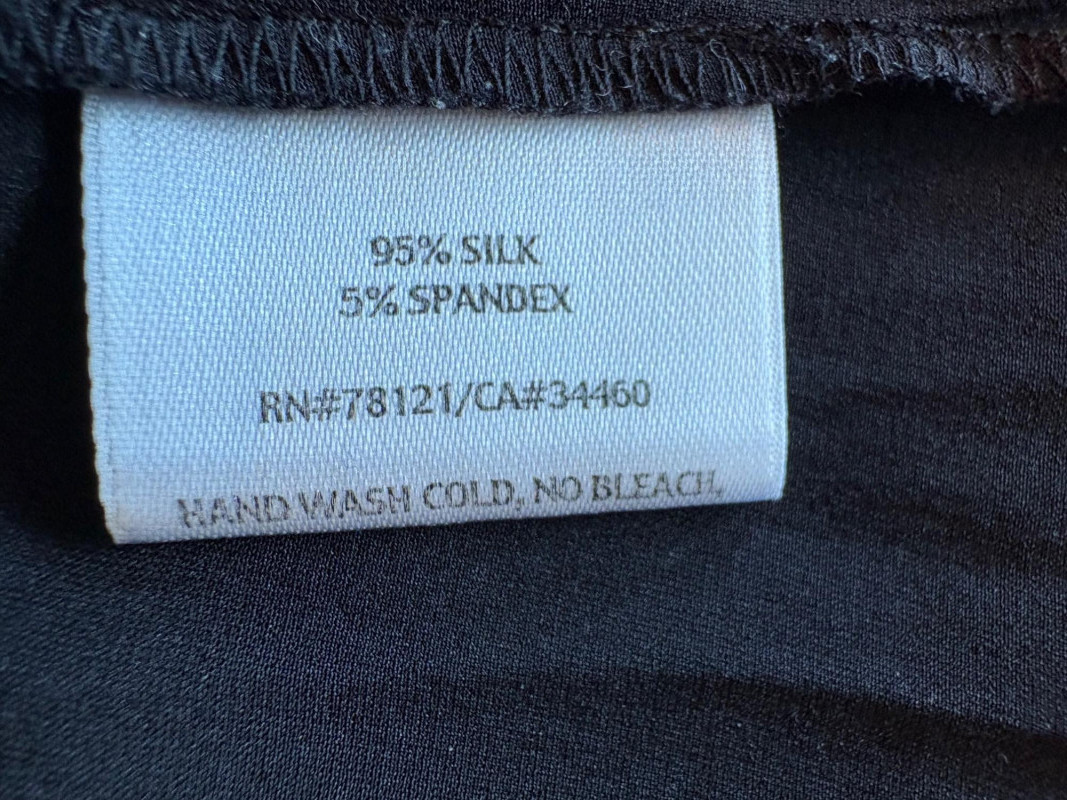 95% SILK
5% SPANDEX
RN#78121/CA#34460
HAND WASH COLD, NO BLEACH,